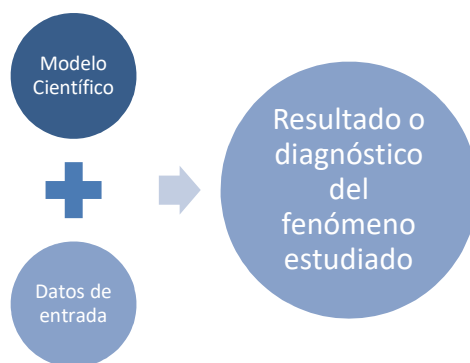 Modelo
Científico
Datos de
entrada
Resultado o
diagnóstico
del
fenómeno
estudiado